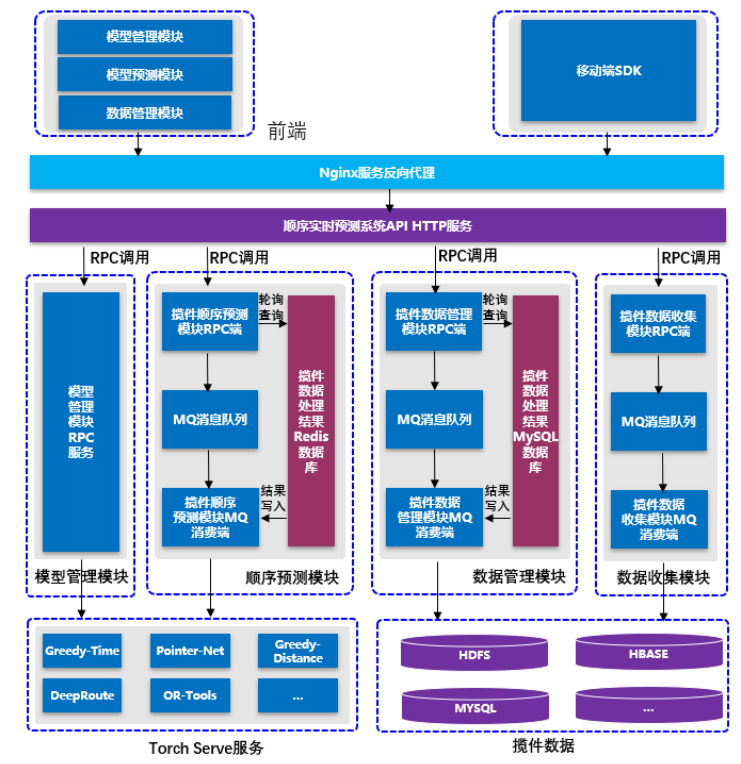 模型管理模块
模型预测模块
数据管理模块
移动端SDK
前端
Nginx服务反向代理
顺序实时预测系统API HTTP服务
RPC调用
RPC调用
RPC调用
RPC调用
模型
管理
模块
RPC
服务
模型管理模块
揽件顺序预测
模块RPC端
轮询
查询
MQ消息队列
揽件顺序
预测模块MQ
消费端
结果
写入
揽件
数据
处理
结果
Redis
数据
库
顺序预测模块
揽件数据管理
模块RPC端
轮询
查询
MQ消息队列
揽件数据
管理模块MQ
消费端
结果
写入
揽件
数据
处理
结果
MySQL
数据
库
数据管理模块
揽件数据收集
模块RPC端
MQ消息队列
揽件数据
收集模块MQ
消费端
数据收集模块
Greedy-Time
Pointer-Net
Greedy-
Distance
DeepRoute
OR-Tools
...
Torch Serve服务
HDFS
HBASE
MYSQL
...
揽件数据